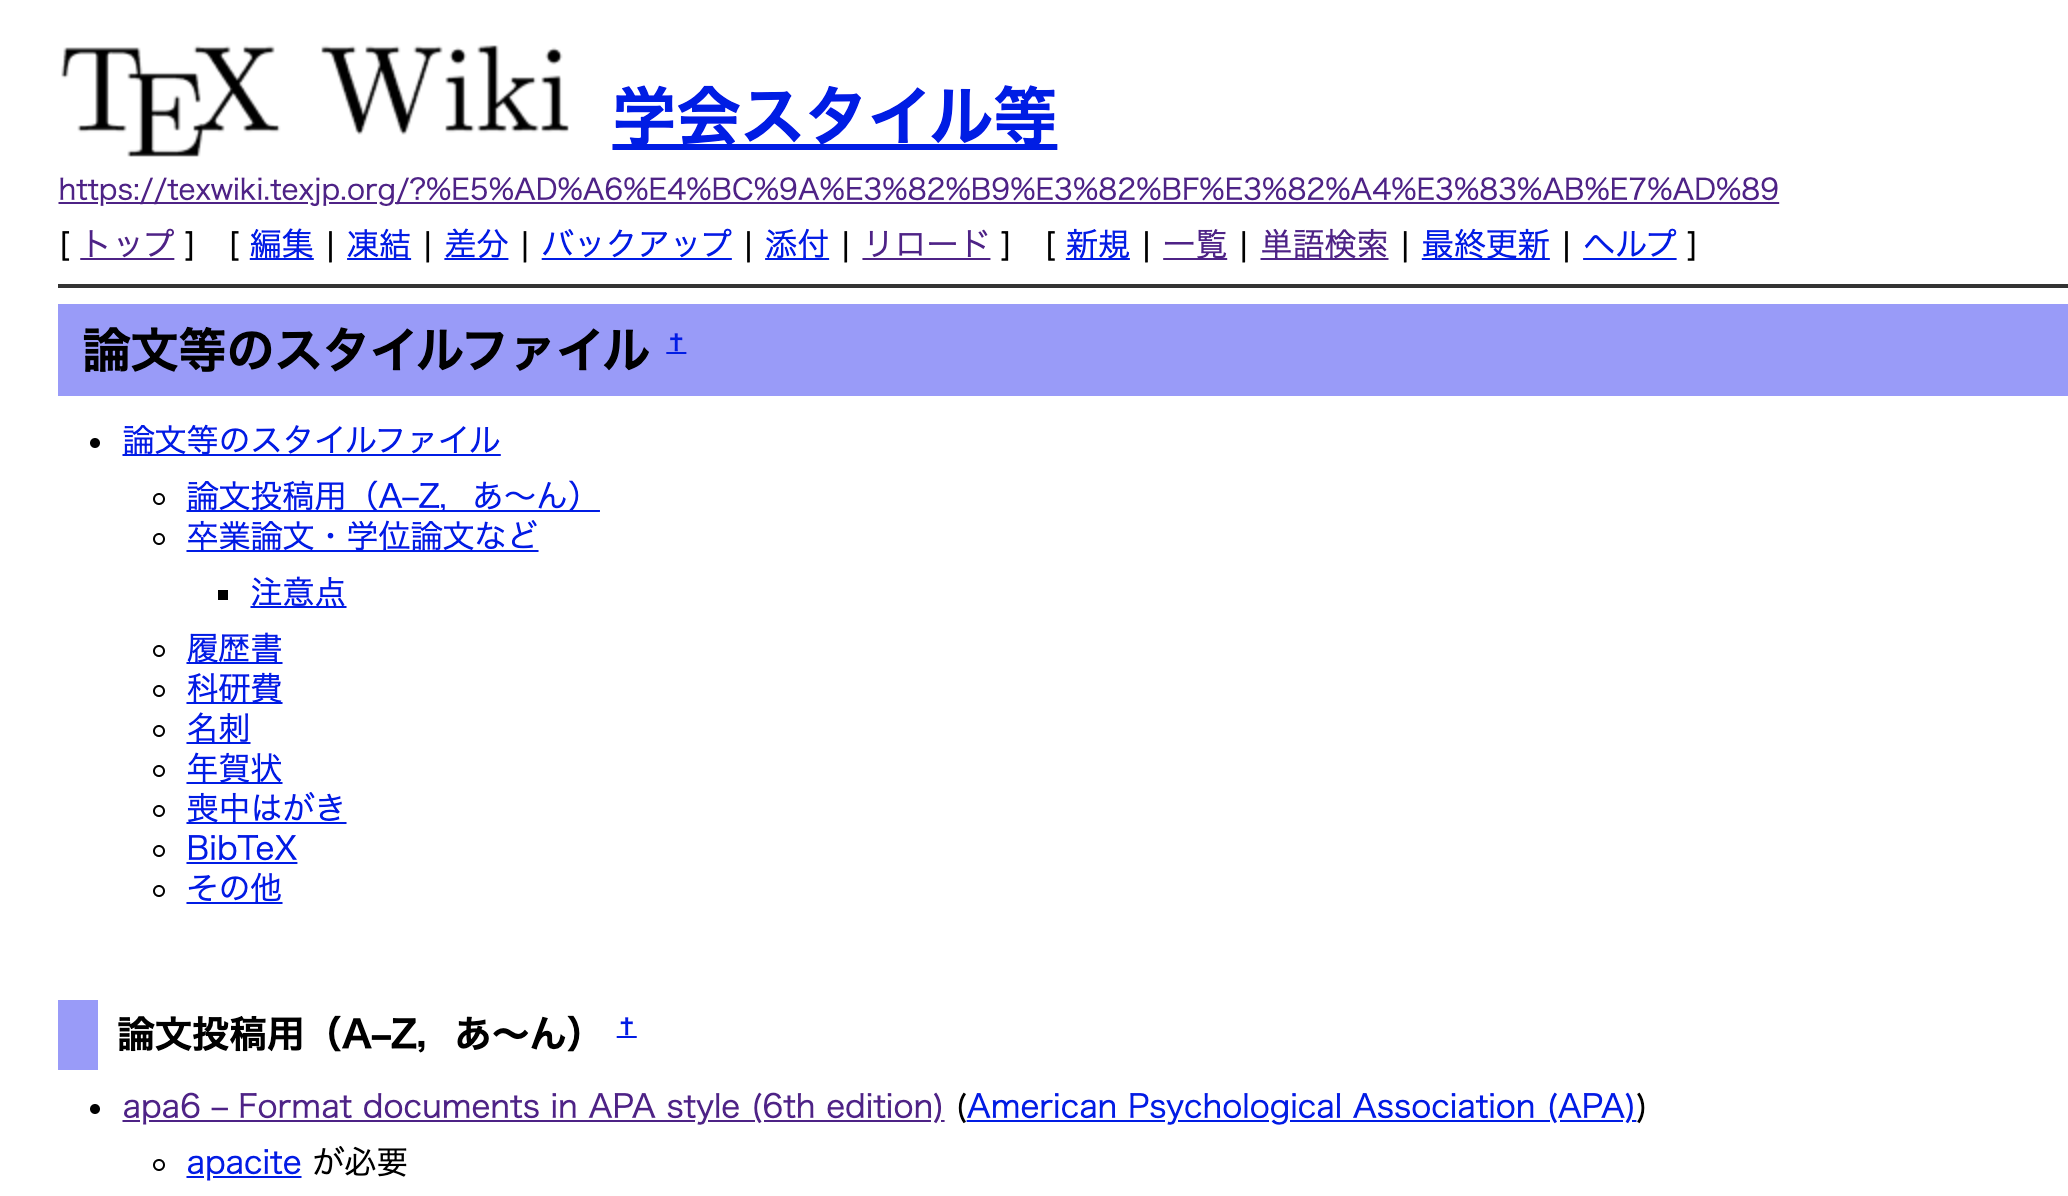 TEX Wiki 学会スタイル等
https://texwiki.texjp.org/?%E5%AD%A6%E4%BC%9A%E3%82%B9%E3%82%BF%E3%82%A4%E3%83%AB%E7%AD%89
[ トップ ] [ 編集 | 凍結 | 差分 | バックアップ | 添付 | リロード ] [ 新規 | 一覧 | 単語検索 | 最終更新 | ヘルプ ]
論文等のスタイルファイル †
• 論文等のスタイルファイル
○ 論文投稿用（A–Z, あ〜ん）
○ 卒業論文・学位論文など
■ 注意点
○ 履歴書
○ 科研費
○ 名刺
○ 年賀状
○ 喪中はがき
○ BibTeX
○ その他
論文投稿用（A–Z, あ〜ん） †
• apa6 – Format documents in APA style (6th edition) (American Psychological Association (APA))
○ apacite が必要